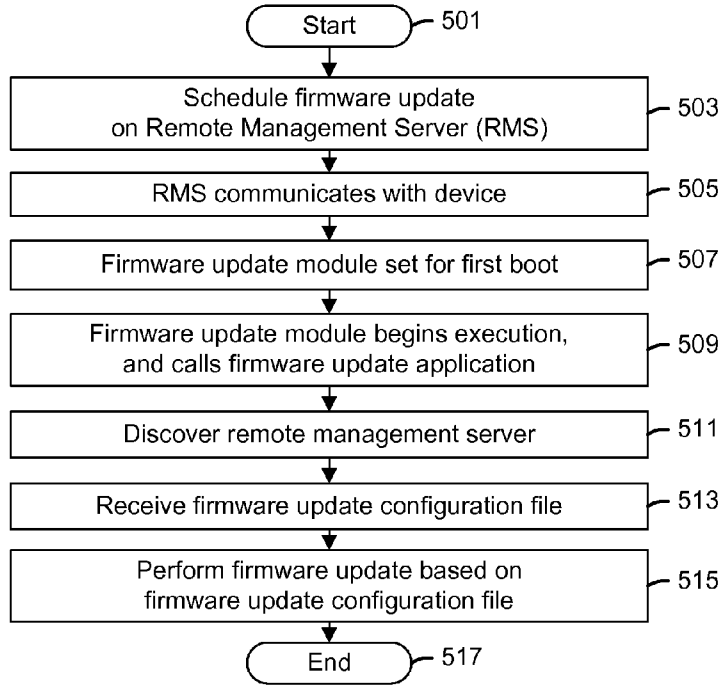 Start
501
Schedule firmware update
on Remote Management Server (RMS)
503
RMS communicates with device
505
Firmware update module set for first boot
507
Firmware update module begins execution,
and calls firmware update application
509
Discover remote management server
511
Receive firmware update configuration file
513
Perform firmware update based on
firmware update configuration file
515
End
517